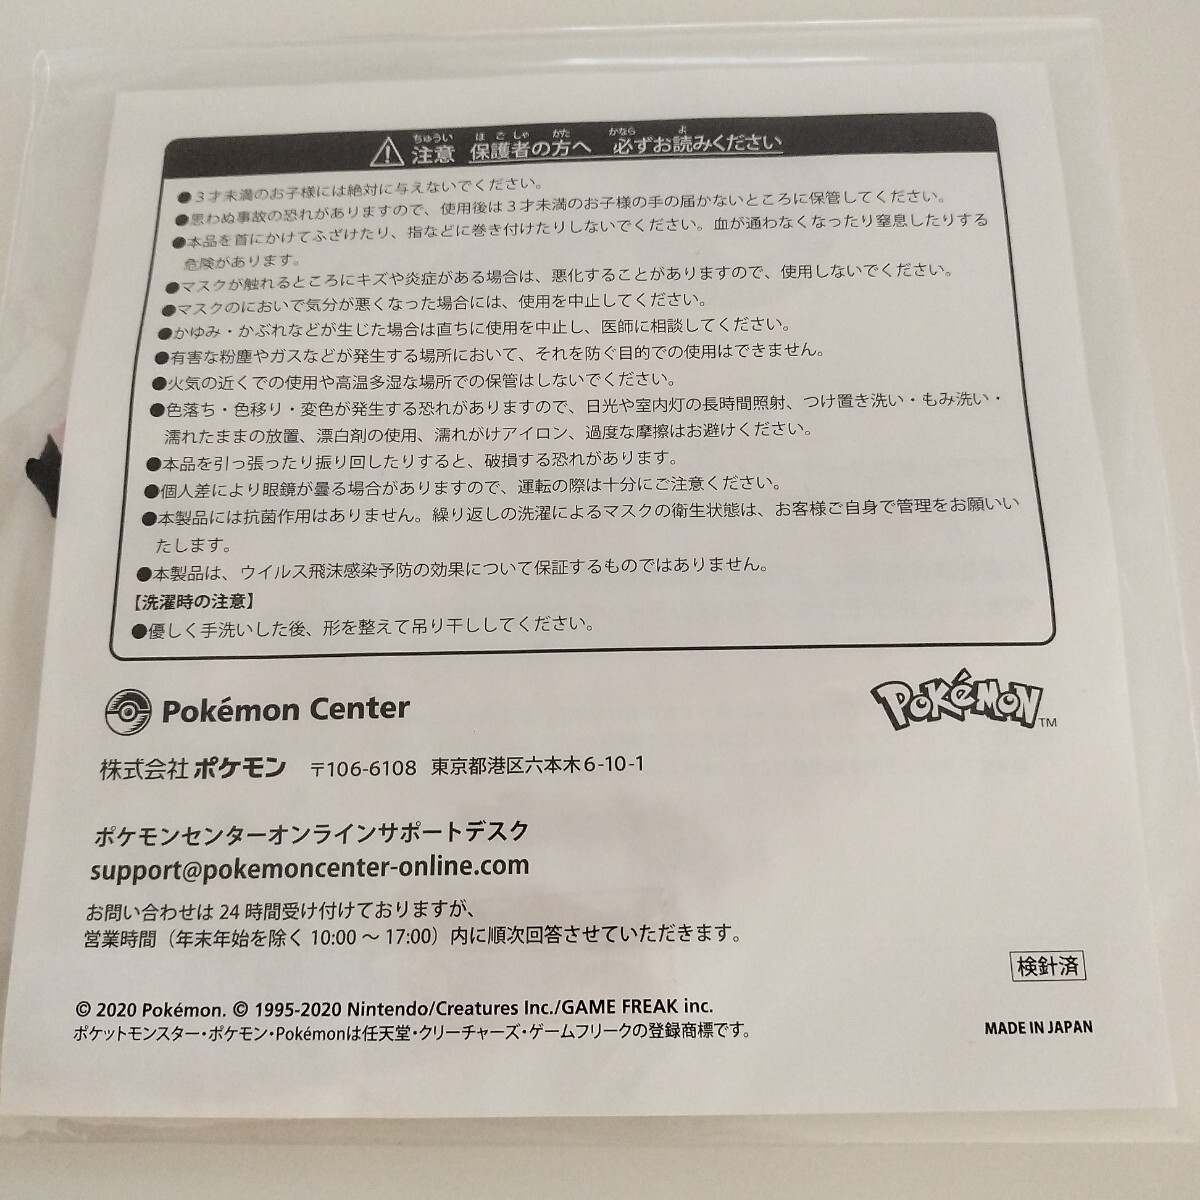 注意 保護者の方へ 必ずお読みください
ちゅうい ほごしゃ かた かなら よ
●3才未満のお子様には絶対に与えないでください。
●思わぬ事故の恐れがありますので、使用後は3才未満のお子様の手の届かないところに保管してください。
●本品を首にかけてふざけたり、指などに巻き付けたりしないでください。血が通わなくなったり窒息したりする
危険があります。
●マスクが触れるところにキズや炎症がある場合は、悪化することがありますので、使用しないでください。
●マスクのにおいで気分が悪くなった場合には、使用を中止してください。
●かゆみ・かぶれなどが生じた場合は直ちに使用を中止し、医師に相談してください。
●有害な粉塵やガスなどが発生する場所において、それを防ぐ目的での使用はできません。
●火気の近くでの使用や高温多湿な場所での保管はしないでください。
●色落ち・色移り・変色が発生する恐れがありますので、日光や室内灯の長時間照射、つけ置き洗い・もみ洗い・
濡れたままの放置、漂白剤の使用、濡れがけアイロン、過度な摩擦はお避けください。
●本品を引っ張ったり振り回したりすると、破損する恐れがあります。
●個人差により眼鏡が曇る場合がありますので、運転の際は十分にご注意ください。
●本製品には抗菌作用はありません。繰り返しの洗濯によるマスクの衛生状態は、お客様ご自身で管理をお願いい
たします。
●本製品は、ウイルス飛沫感染予防の効果について保証するものではありません。
【洗濯時の注意】
●優しく手洗いした後、形を整えて吊り干ししてください。
Pokémon Center
POKéMON™
株式会社ポケモン 〒106-6108 東京都港区六本木6-10-1
ポケモンセンターオンラインサポートデスク
support@pokemoncenter-online.com
お問い合わせは24時間受け付けておりますが、
営業時間（年末年始を除く 10:00～17:00）内に順次回答させていただきます。
検針済
© 2020 Pokémon. © 1995-2020 Nintendo/Creatures Inc./GAME FREAK inc.
ポケットモンスター・ポケモン・Pokémonは任天堂・クリーチャーズ・ゲームフリークの登録商標です。
MADE IN JAPAN